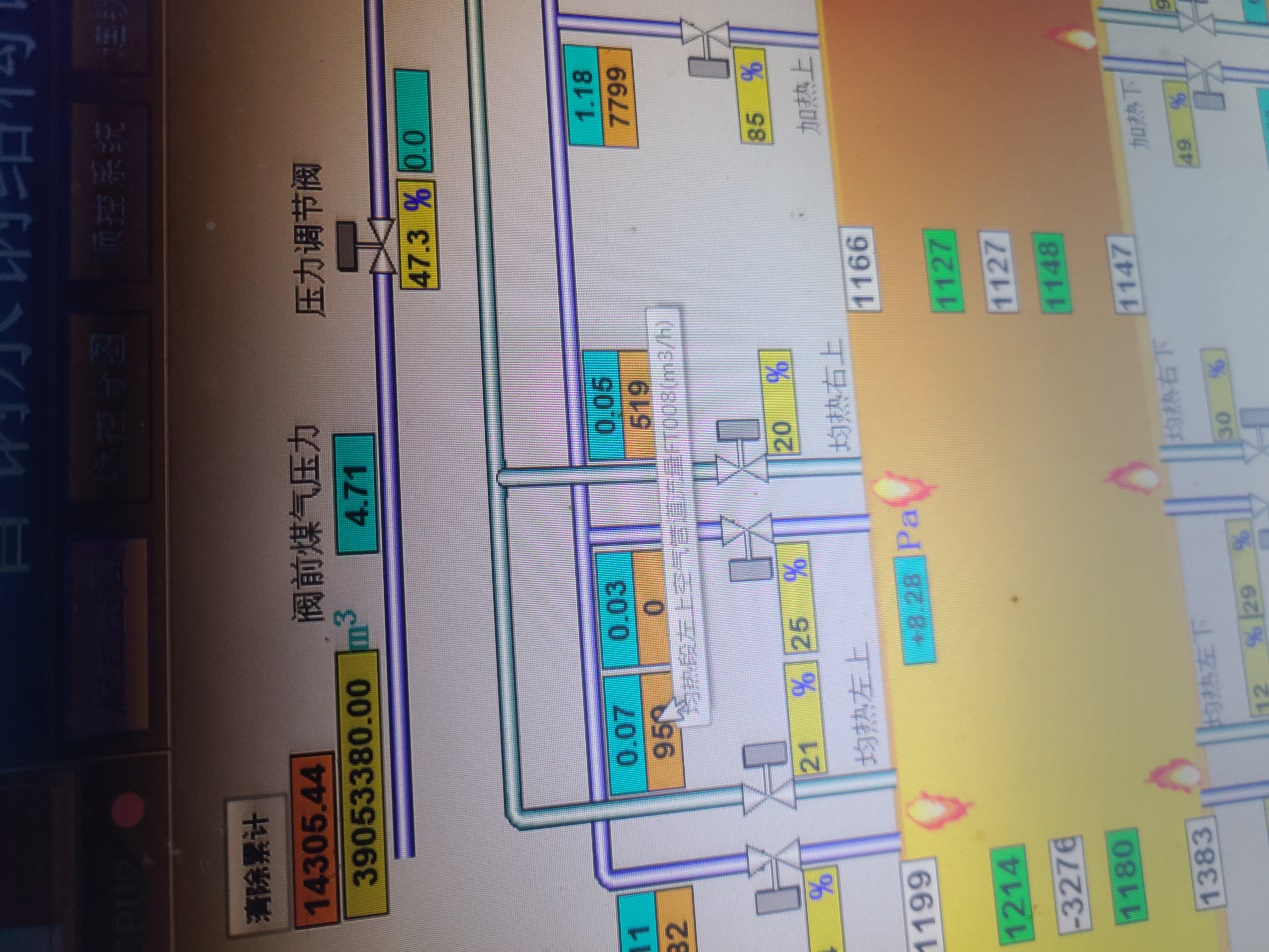 顺控系统
清除累计
14305.44
39053380.00 m³
阀前煤气压力
4.71
压力调节阀
47.3 %
0.0
0.07
0.03
0
0.05
519
1.18
7799
均热段左上空气管道流量FT008(m3/h)
21 %
25 %
20 %
85 %
均热左上
均热右上
加热上
+8.28 Pa
1199
1214
-3276
1180
1383
1166
1127
1127
1148
1147
均热左下
均热右下
加热下
12 %
29 %
30 %
49 %